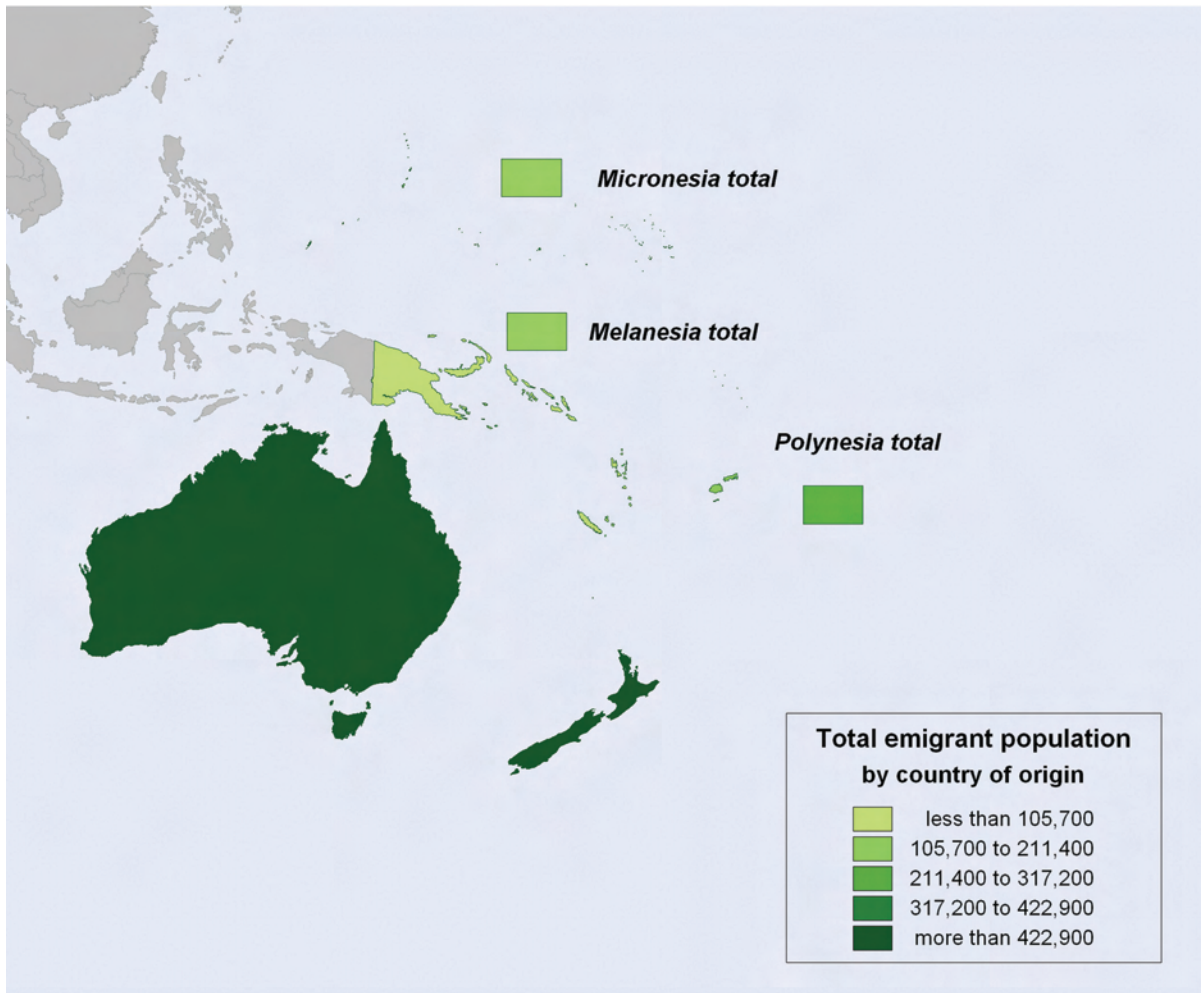 Micronesia total
Melanesia total
Polynesia total
Total emigrant population
by country of origin
less than 105,700
105,700 to 211,400
211,400 to 317,200
317,200 to 422,900
more than 422,900